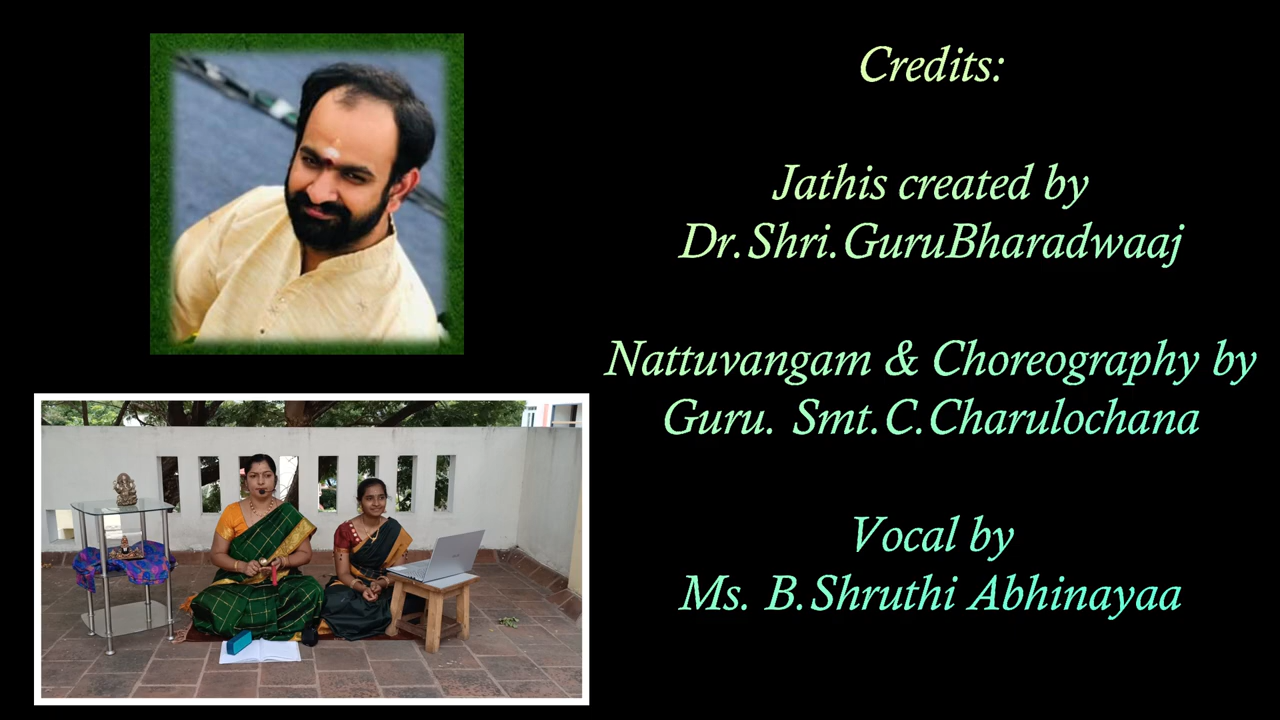 Credits:
Jathis created by
Dr.Shri.GuruBharadwaaj
Nattuvangam & Choreography by
Guru. Smt.C.Charulochana
Vocal by
Ms. B.Shruthi Abhinayaa